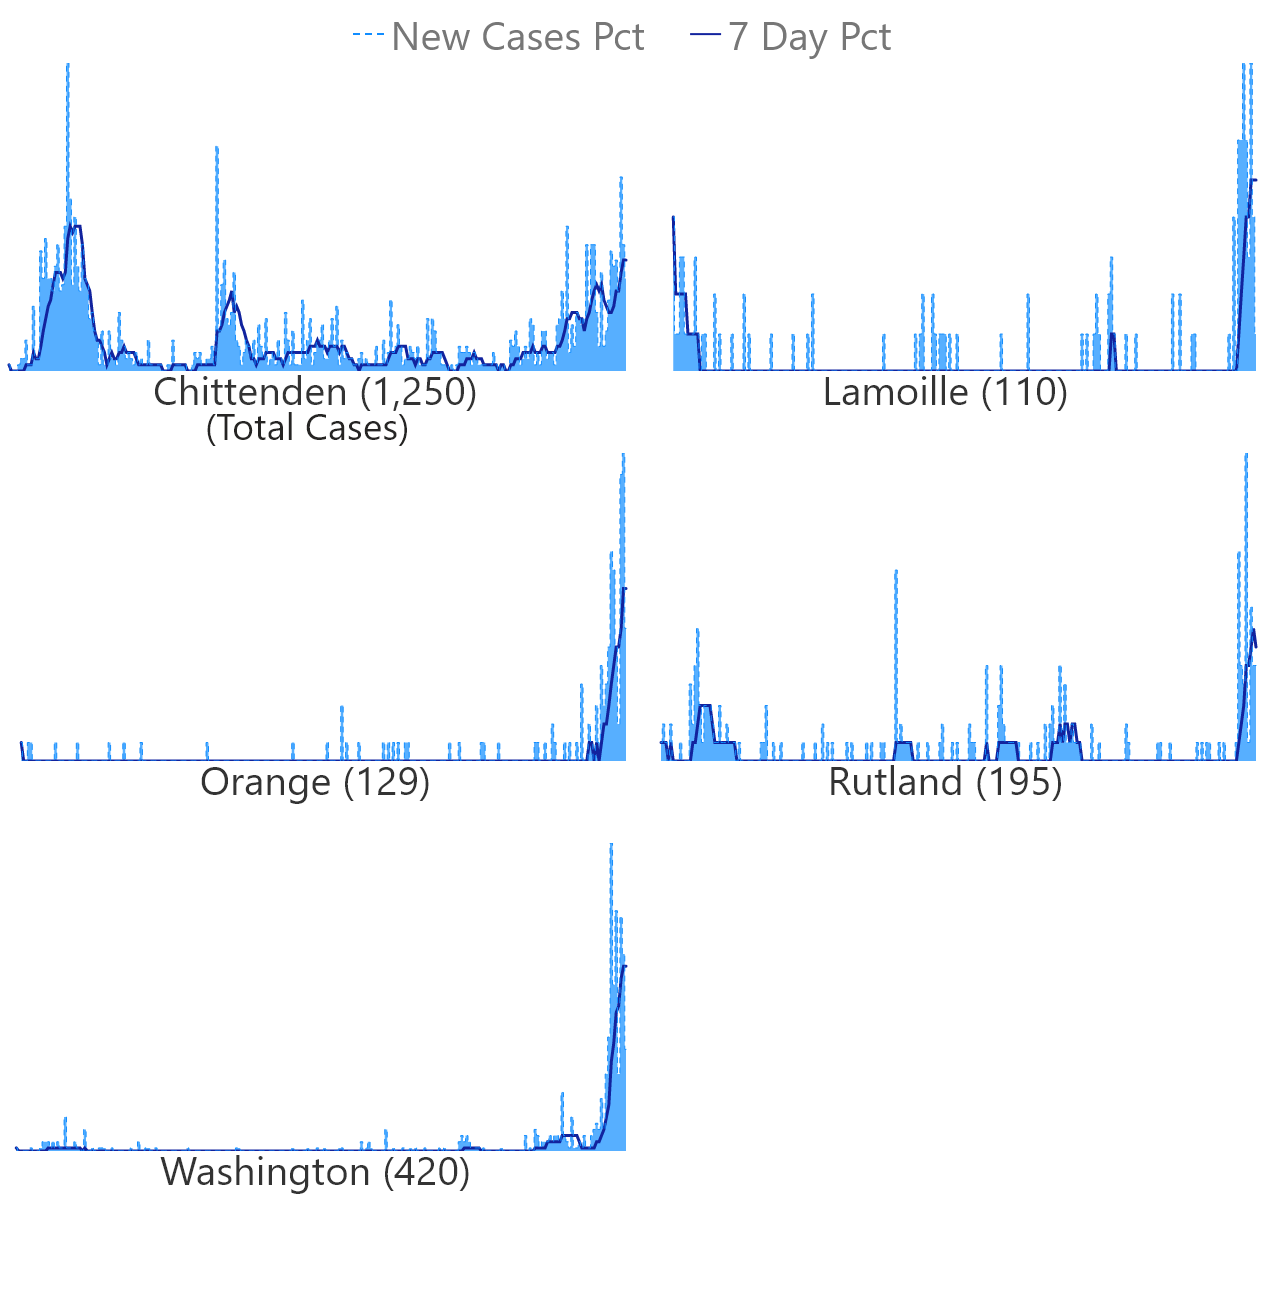 New Cases Pct 7 Day Pct
Chittenden (1,250) Lamoille (110)
(Total Cases)
Orange (129) Rutland (195)
Washington (420)